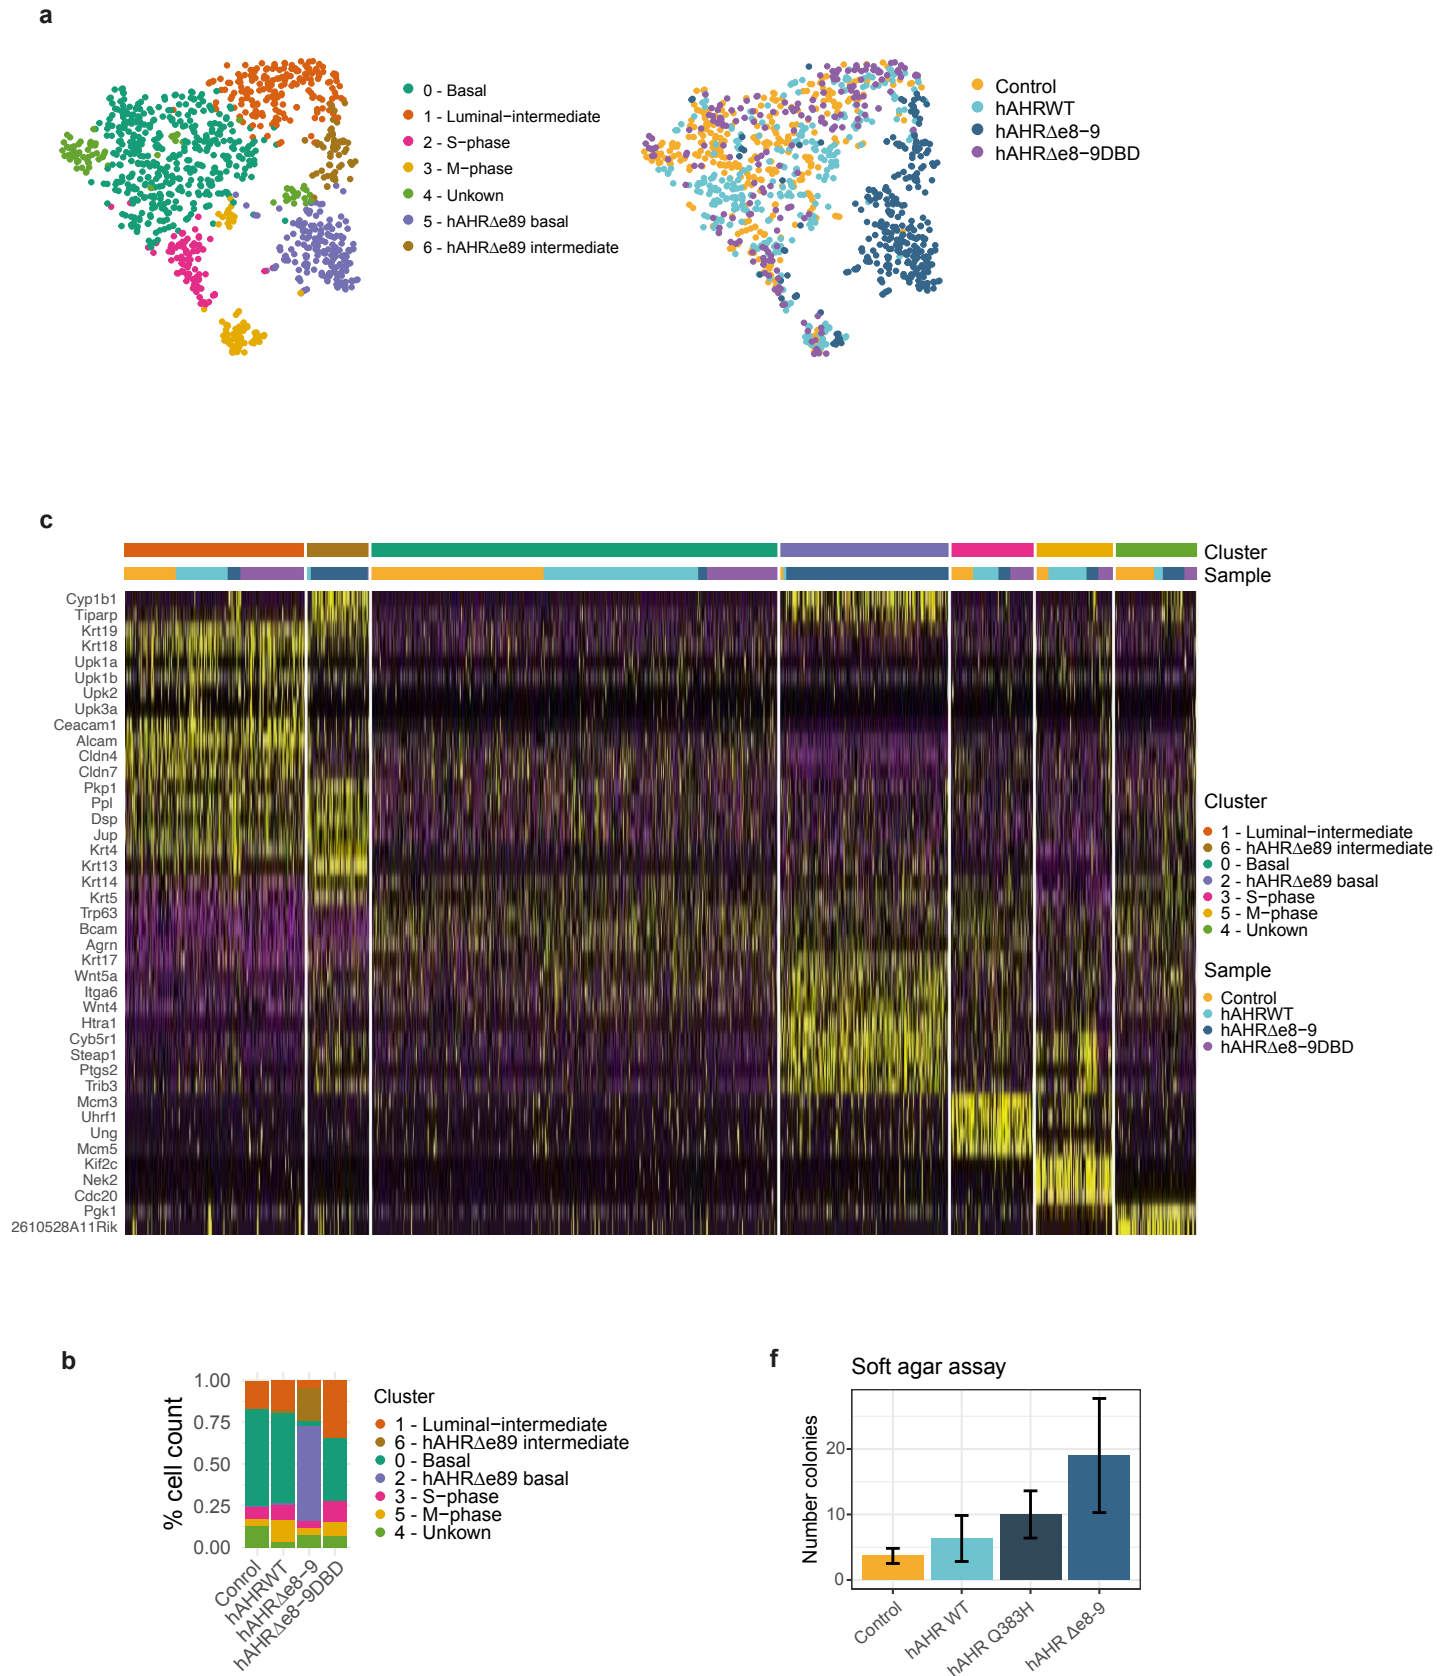 a
0 - Basal
1 - Luminal−intermediate
2 - S−phase
3 - M−phase
4 - Unkown
5 - hAHRΔe89 basal
6 - hAHRΔe89 intermediate
Control
hAHRWT
hAHRΔe8−9
hAHRΔe8−9DBD
c
Cluster
Sample
Cyp1b1
Tiparp
Krt19
Krt18
Upk1a
Upk1b
Upk2
Upk3a
Ceacam1
Alcam
Cldn4
Cldn7
Pkp1
Ppl
Dsp
Jup
Krt4
Krt13
Krt14
Krt5
Trp63
Bcam
Agrn
Krt17
Wnt5a
Itga6
Wnt4
Htra1
Cyb5r1
Steap1
Ptgs2
Trib3
Mcm3
Uhrf1
Ung
Mcm5
Kif2c
Nek2
Cdc20
Pgk1
2610528A11Rik
Cluster
1 - Luminal−intermediate
6 - hAHRΔe89 intermediate
0 - Basal
2 - hAHRΔe89 basal
3 - S−phase
5 - M−phase
4 - Unkown
Sample
Control
hAHRWT
hAHRΔe8−9
hAHRΔe8−9DBD
b
% cell count
1.00
0.75
0.50
0.25
0.00
Conrol
hAHRWT
hAHRΔe8−9
hAHRΔe8−9DBD
Cluster
1 - Luminal−intermediate
6 - hAHRΔe89 intermediate
0 - Basal
2 - hAHRΔe89 basal
3 - S−phase
5 - M−phase
4 - Unkown
f
Soft agar assay
Number colonies
20
10
0
Control
hAHR WT
hAHR Q383H
hAHR Δe8-9